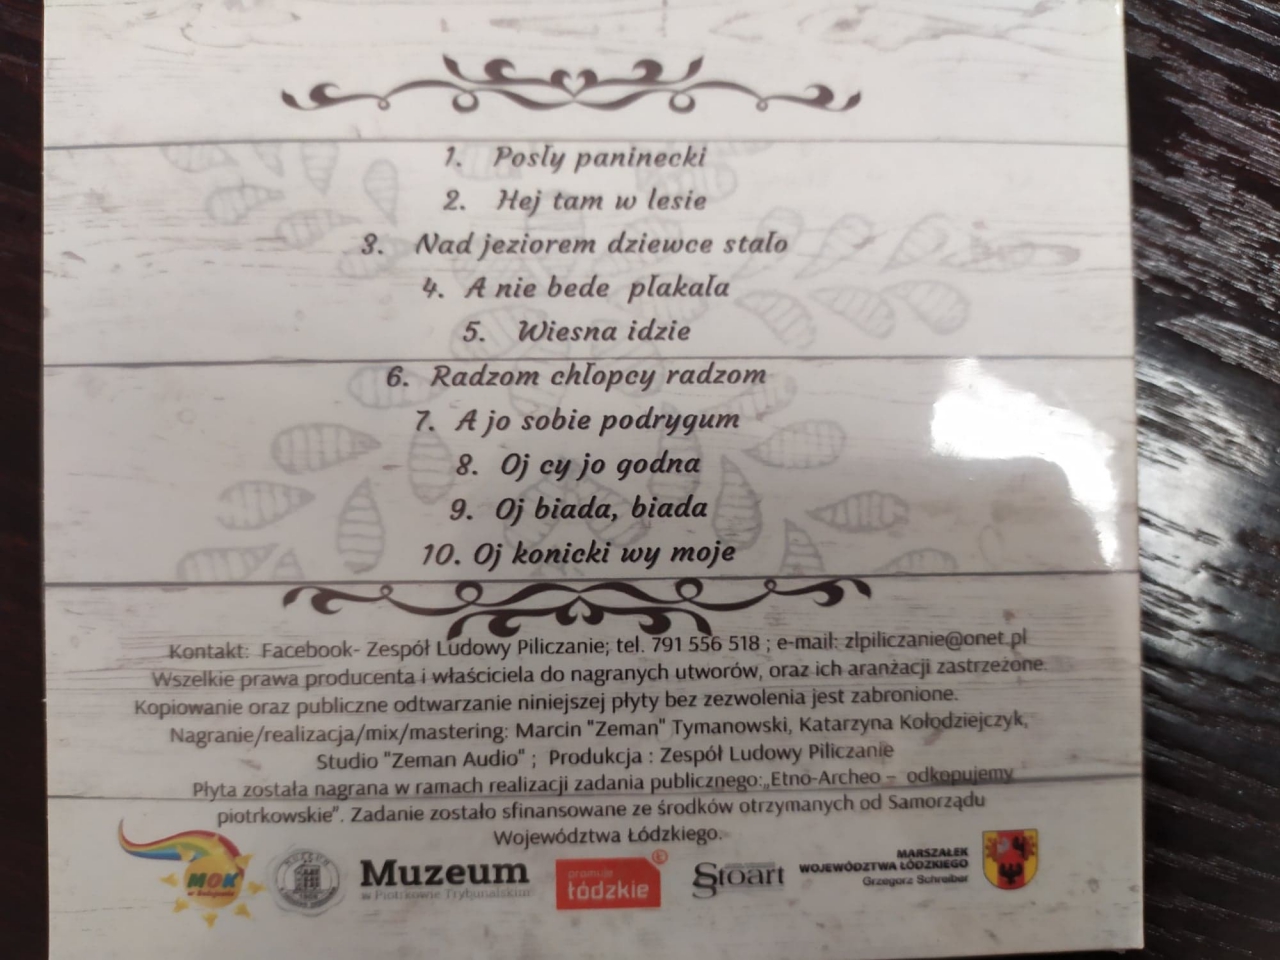 1. Posły paninecki
2. Hej tam w lesie
3. Nad jeziorem dziewce stało
4. A nie bede płakała
5. Wiesna idzie
6. Radzom chłopcy radzom
7. A jo sobie podrygum
8. Oj cy jo godna
9. Oj biada, biada
10. Oj konicki wy moje
Kontakt: Facebook- Zespół Ludowy Piliczanie; tel. 791 556 518 ; e-mail: zlpiliczanie@onet.pl
Wszelkie prawa producenta i właściciela do nagranych utworów, oraz ich aranżacji zastrzeżone.
Kopiowanie oraz publiczne odtwarzanie niniejszej płyty bez zezwolenia jest zabronione.
Nagranie/realizacja/mix/mastering: Marcin "Zeman" Tymanowski, Katarzyna Kołodziejczyk,
Studio "Zeman Audio" ; Produkcja : Zespół Ludowy Piliczanie
Płyta została nagrana w ramach realizacji zadania publicznego:„Etno-Archeo – odkopujemy
piotrkowskie". Zadanie zostało sfinansowane ze środków otrzymanych od Samorządu
Województwa Łódzkiego.
MOK
Muzeum
w Piotrkowie Trybunalskim
promuje
łódzkie
®
Stoart
MARSZAŁEK
WOJEWÓDZTWA ŁÓDZKIEGO
Grzegorz Schreiber